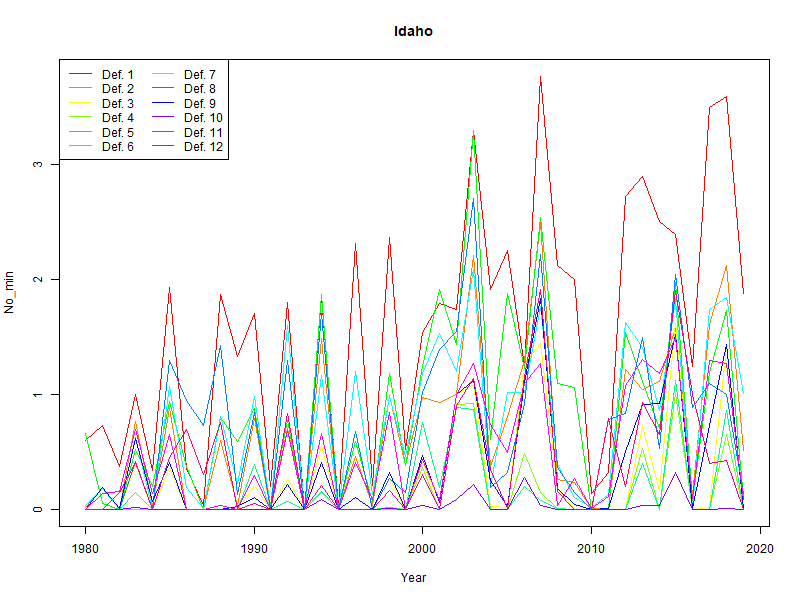 Idaho
Def. 1 Def. 7
Def. 2 Def. 8
Def. 3 Def. 9
Def. 4 Def. 10
Def. 5 Def. 11
Def. 6 Def. 12
3
2
1
0
No_min
1980 1990 2000 2010 2020
Year